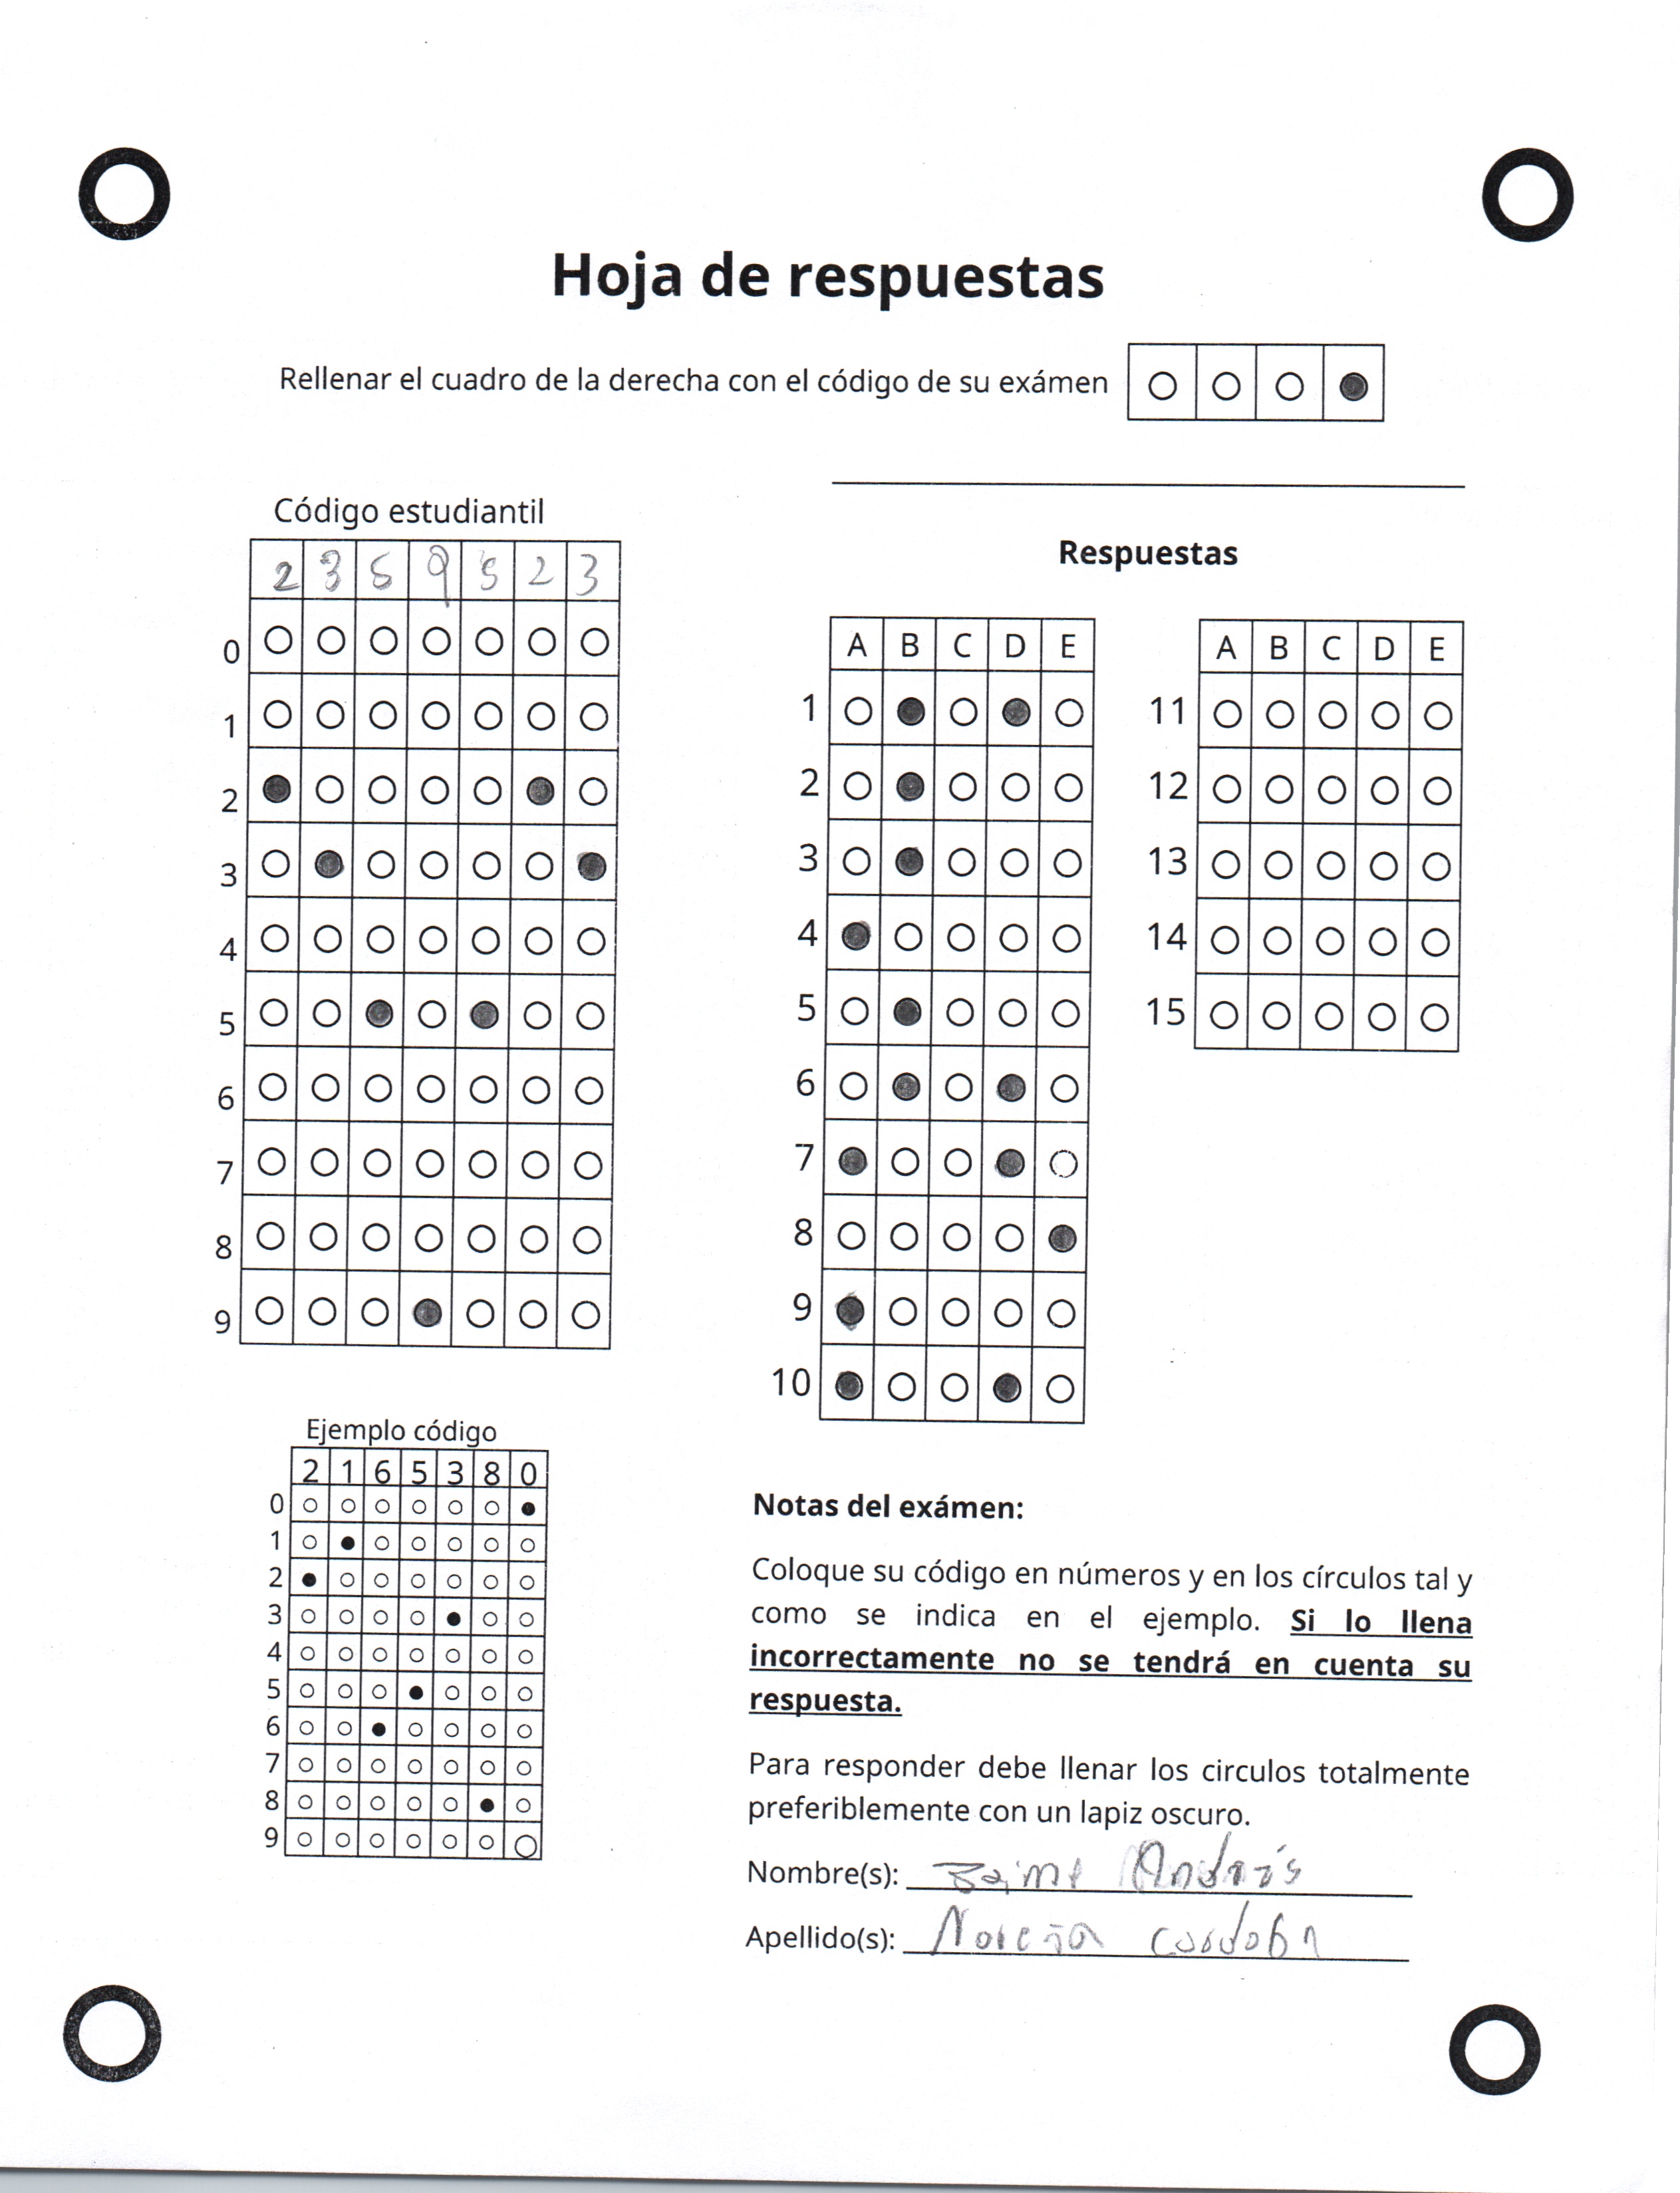 Hoja de respuestas
Rellenar el cuadro de la derecha con el código de su exámen
Código estudiantil
2 3 5 9 5 2 3
0
1
2
3
4
5
6
7
8
9
Respuestas
A B C D E
1
2
3
4
5
6
7
8
9
10
A B C D E
11
12
13
14
15
Ejemplo código
2 1 6 5 3 8 0
0
1
2
3
4
5
6
7
8
9
Notas del exámen:
Coloque su código en números y en los círculos tal y
como se indica en el ejemplo. Si lo llena
incorrectamente no se tendrá en cuenta su
respuesta.
Para responder debe llenar los circulos totalmente
preferiblemente con un lapiz oscuro.
Nombre(s): Jaime Andrés
Apellido(s): Noreña Cordoba